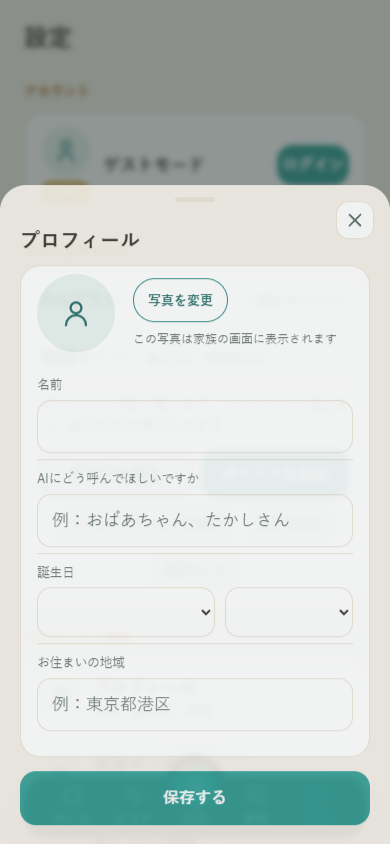 設定
アカウント
ゲストモード
ログイン
プロフィール
写真を変更
この写真は家族の画面に表示されます
名前
AIにどう呼んでほしいですか
例：おばあちゃん、たかしさん
誕生日
お住まいの地域
例：東京都港区
保存する